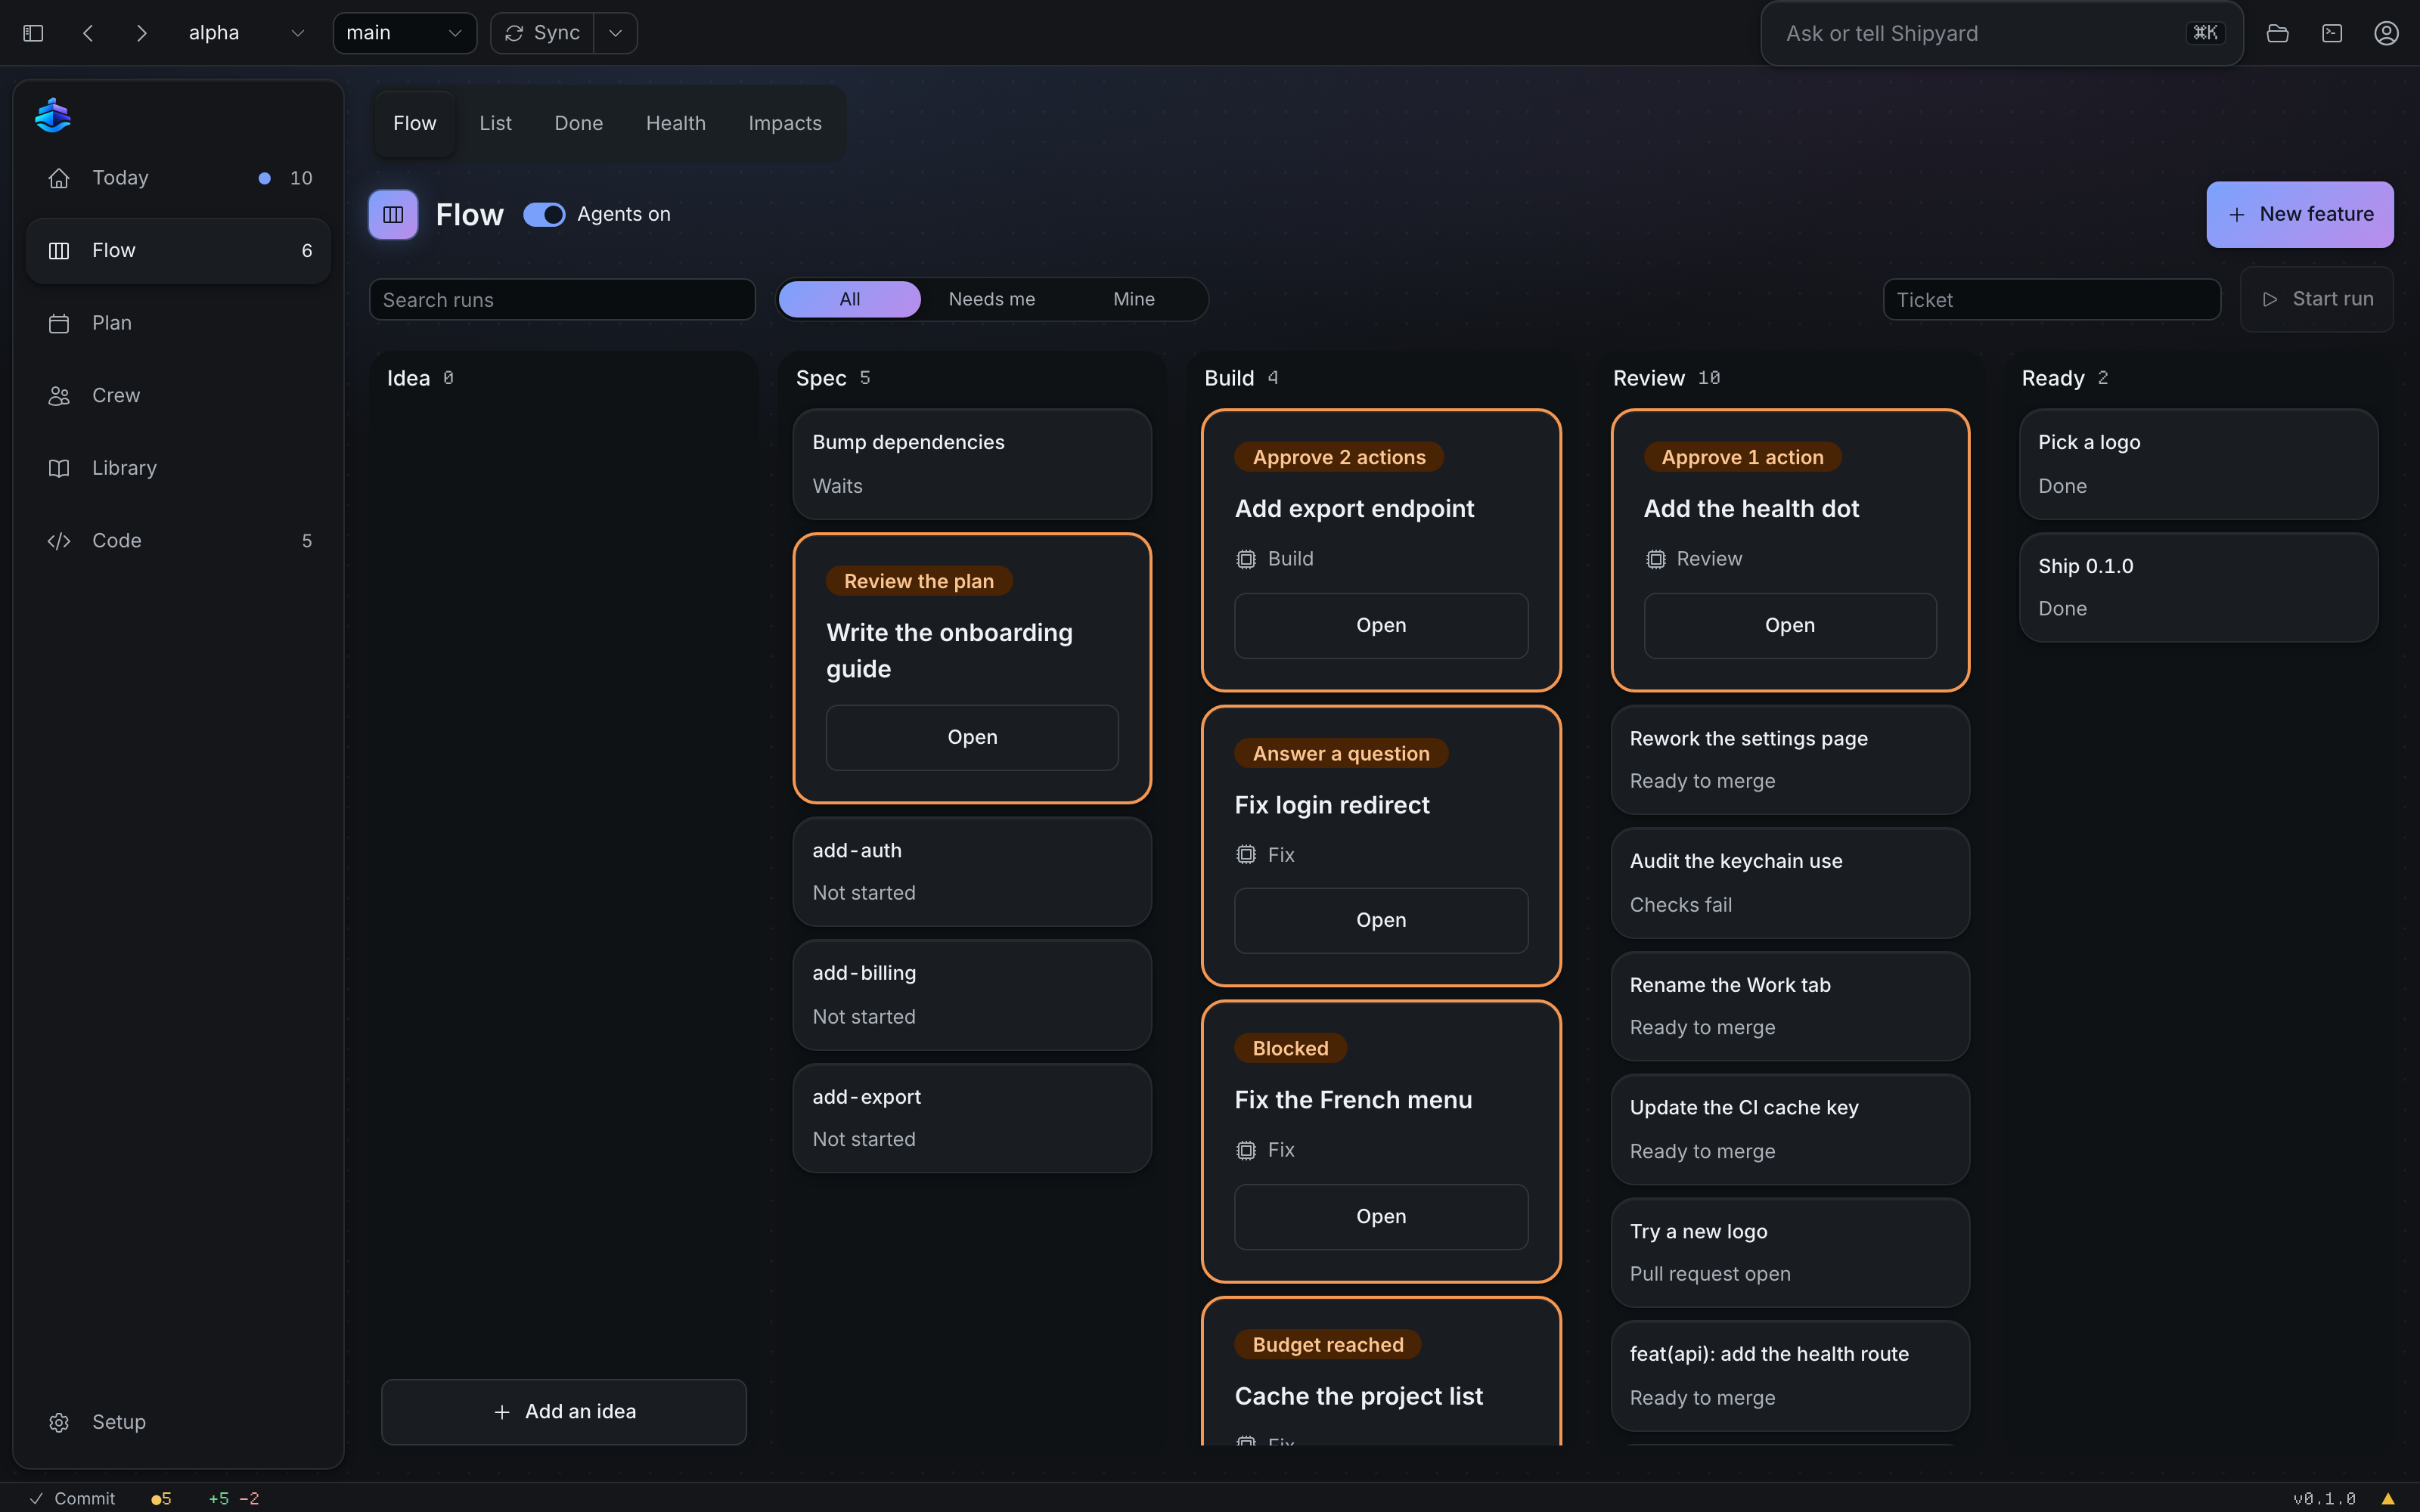 alpha
main
Sync
Ask or tell Shipyard
⌘K
Today
10
Flow
6
Plan
Crew
Library
Code
5
Setup
Flow
List
Done
Health
Impacts
Flow
Agents on
New feature
Search runs
All
Needs me
Mine
Ticket
Start run
Idea 0
Add an idea
Spec 5
Bump dependencies
Waits
Review the plan
Write the onboarding
guide
Open
add-auth
Not started
add-billing
Not started
add-export
Not started
Build 4
Approve 2 actions
Add export endpoint
Build
Open
Answer a question
Fix login redirect
Fix
Open
Blocked
Fix the French menu
Fix
Open
Budget reached
Cache the project list
Fix
Review 10
Approve 1 action
Add the health dot
Review
Open
Rework the settings page
Ready to merge
Audit the keychain use
Checks fail
Rename the Work tab
Ready to merge
Update the CI cache key
Ready to merge
Try a new logo
Pull request open
feat(api): add the health route
Ready to merge
Ready 2
Pick a logo
Done
Ship 0.1.0
Done
Commit
5
+5 −2
v0.1.0